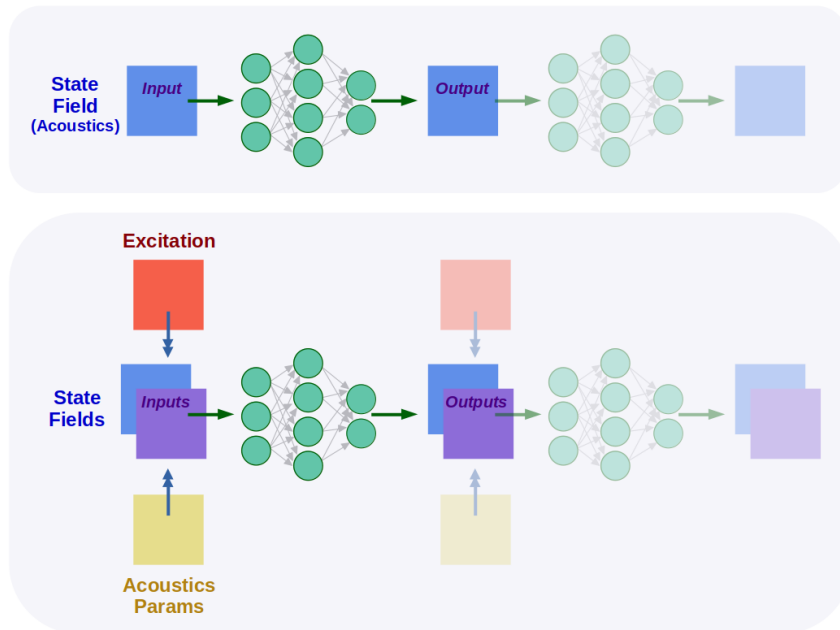 State
Field
(Acoustics)
Input
Output
Excitation
State
Fields
Inputs
Outputs
Acoustics
Params